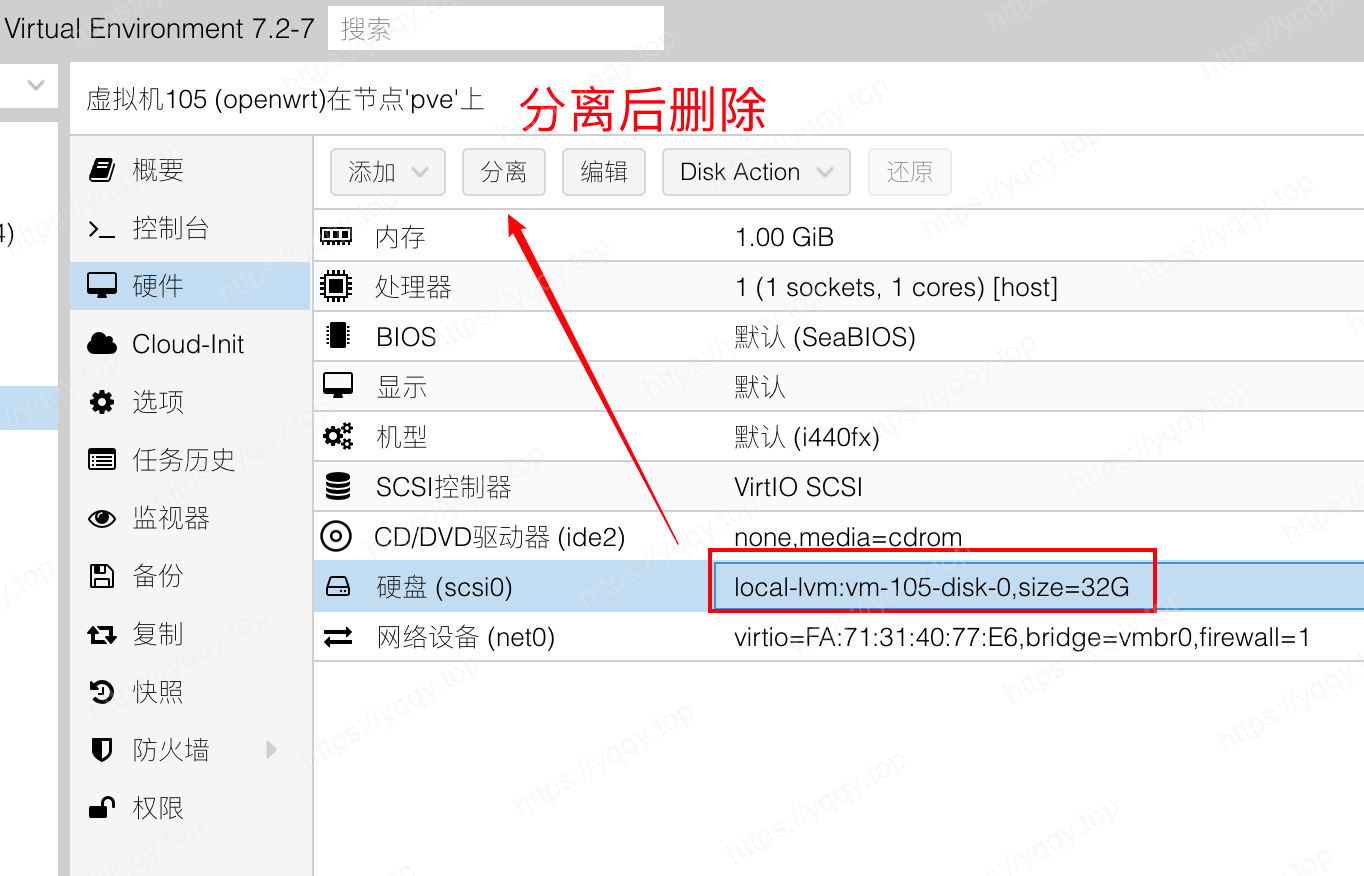 Virtual Environment 7.2-7
搜索
虚拟机105 (openwrt)在节点'pve'上
分离后删除
添加
分离
编辑
Disk Action
还原
概要
控制台
硬件
Cloud-Init
选项
任务历史
监视器
备份
复制
快照
防火墙
权限
4)
内存 1.00 GiB
处理器 1 (1 sockets, 1 cores) [host]
BIOS 默认 (SeaBIOS)
显示 默认
机型 默认 (i440fx)
SCSI控制器 VirtIO SCSI
CD/DVD驱动器 (ide2) none,media=cdrom
硬盘 (scsi0) local-lvm:vm-105-disk-0,size=32G
网络设备 (net0) virtio=FA:71:31:40:77:E6,bridge=vmbr0,firewall=1
https://yqqy.top